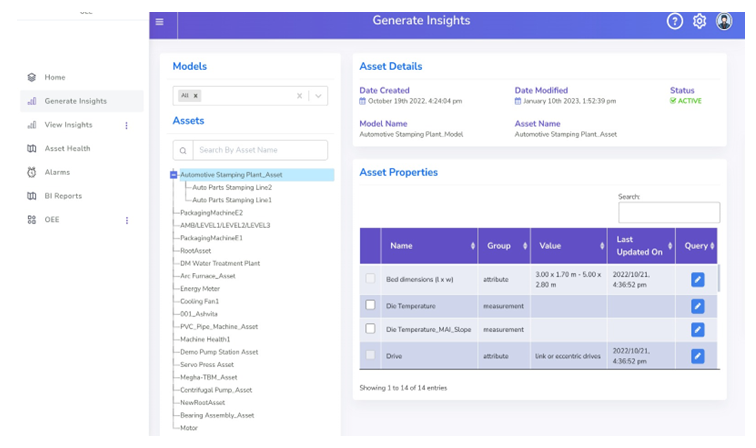 OEE
Generate Insights
Home
Generate Insights
View Insights
Asset Health
Alarms
BI Reports
OEE
Models
All x
Assets
Search By Asset Name
Automotive Stamping Plant_Asset
Auto Parts Stamping Line2
Auto Parts Stamping Line1
PackagingMachineE2
AMB/LEVEL1/LEVEL2/LEVEL3
PackagingMachineE1
RootAsset
DM Water Treatment Plant
Arc Furnace_Asset
Energy Meter
Cooling Fan1
001_Ashvita
PVC_Pipe_Machine_Asset
Machine Health1
Demo Pump Station Asset
Servo Press Asset
Megha-TBM_Asset
Centrifugal Pump_Asset
NewRootAsset
Bearing Assembly_Asset
Motor
Asset Details
Date Created Date Modified Status
October 19th 2022, 4:24:04 pm January 10th 2023, 1:52:39 pm ACTIVE
Model Name Asset Name
Automotive Stamping Plant_Model Automotive Stamping Plant_Asset
Asset Properties
Search:
Name Group Value Last Updated On Query
Bed dimensions (l x w) attribute 3.00 x 1.70 m - 5.00 x 2.80 m 2022/10/21, 4:36:52 pm
Die Temperature measurement
Die Temperature_MAI_Slope measurement
Drive attribute link or eccentric drives 2022/10/21, 4:36:52 pm
Showing 1 to 14 of 14 entries